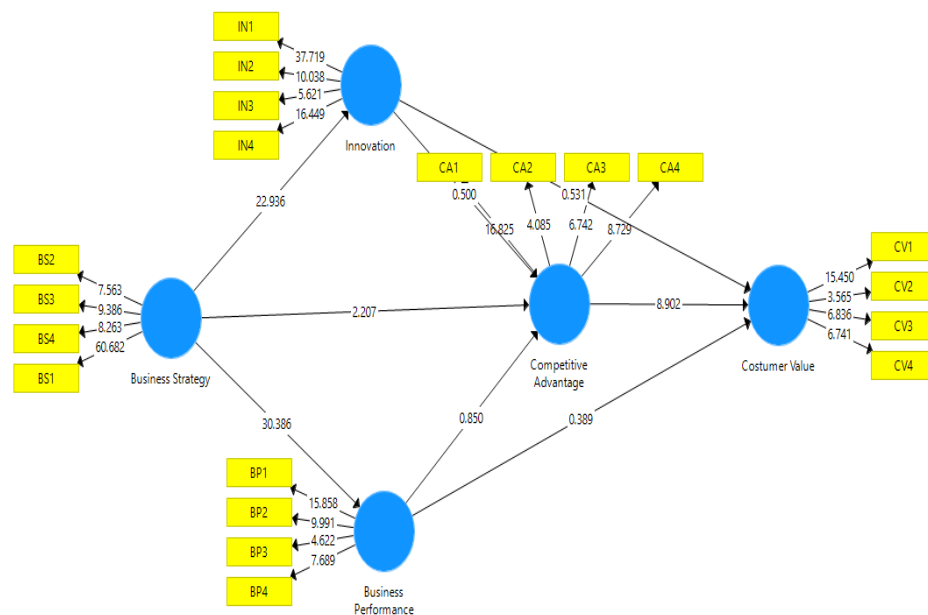 IN1
37.719
IN2
10.038
IN3
5.621
16.449
IN4
Innovation
CA1
CA2
CA3
CA4
0.500
0.531
16.825
4.085
6.742
8.729
22.936
BS2
7.563
BS3
9.386
BS4
8.263
60.682
BS1
Business Strategy
2.207
Competitive
Advantage
8.902
CV1
15.450
CV2
3.565
6.836
CV3
6.741
CV4
Costumer Value
30.386
0.850
0.389
BP1
15.858
BP2
9.991
4.622
BP3
7.689
BP4
Business
Performance